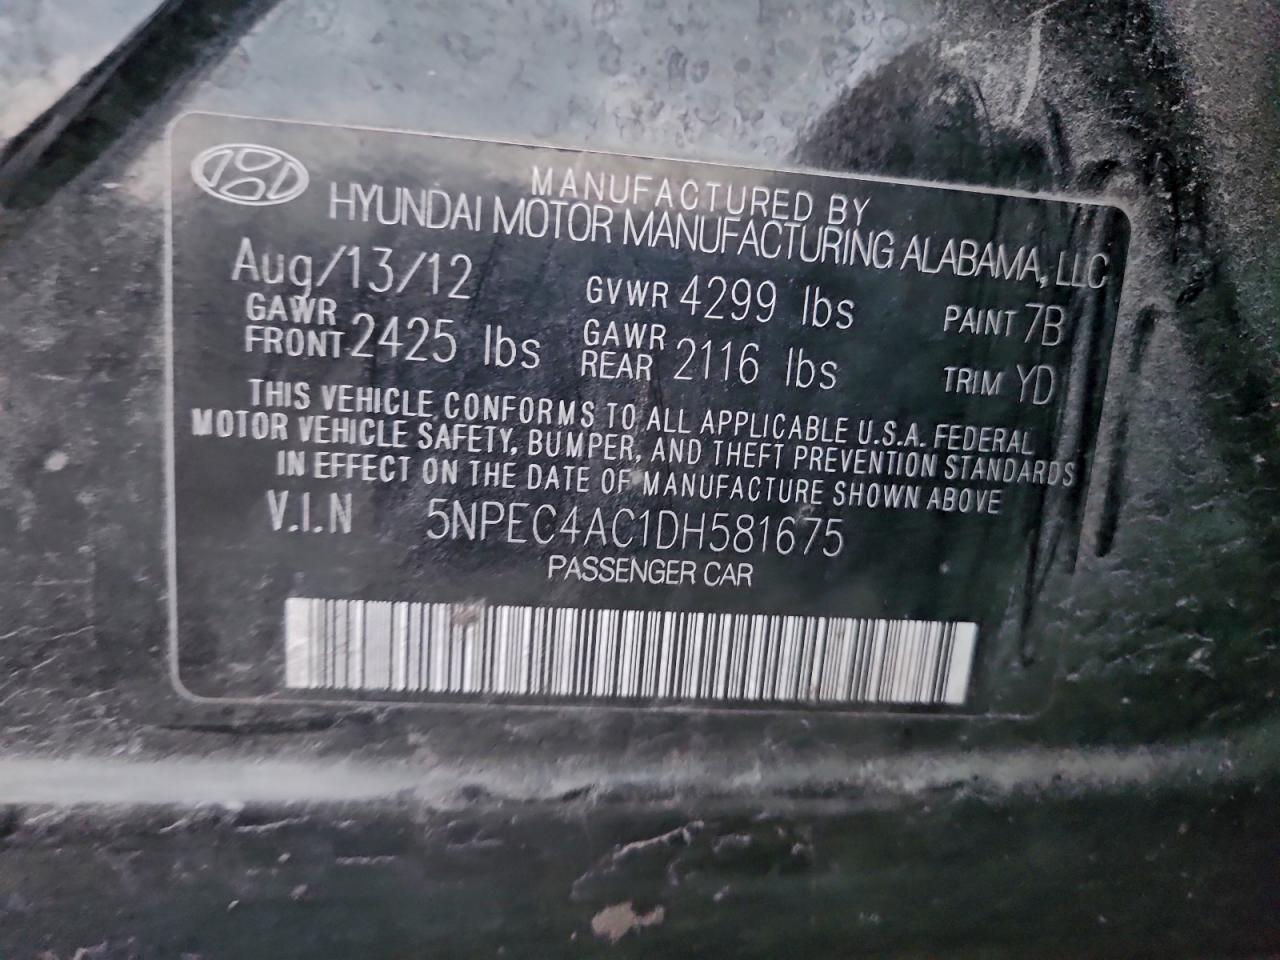 MANUFACTURED BY
HYUNDAI MOTOR MANUFACTURING ALABAMA, LLC
Aug/13/12 GVWR 4299 lbs PAINT 7B
GAWR FRONT 2425 lbs GAWR REAR 2116 lbs TRIM YD
THIS VEHICLE CONFORMS TO ALL APPLICABLE U.S.A. FEDERAL
MOTOR VEHICLE SAFETY, BUMPER, AND THEFT PREVENTION STANDARDS
IN EFFECT ON THE DATE OF MANUFACTURE SHOWN ABOVE
V.I.N 5NPEC4AC1DH581675
PASSENGER CAR